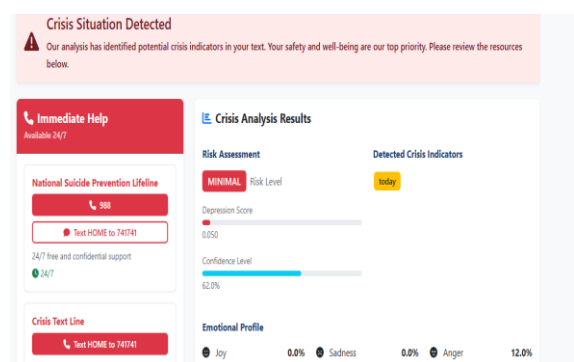 Crisis Situation Detected
Our analysis has identified potential crisis indicators in your text. Your safety and well-being are our top priority. Please review the resources
below.
Immediate Help
Available 24/7
National Suicide Prevention Lifeline
988
Text HOME to 741741
24/7 free and confidential support
24/7
Crisis Text Line
Text HOME to 741741
Crisis Analysis Results
Risk Assessment
MINIMAL Risk Level
Depression Score
0.050
Confidence Level
62.0%
Detected Crisis Indicators
today
Emotional Profile
Joy 0.0% Sadness 0.0% Anger 12.0%